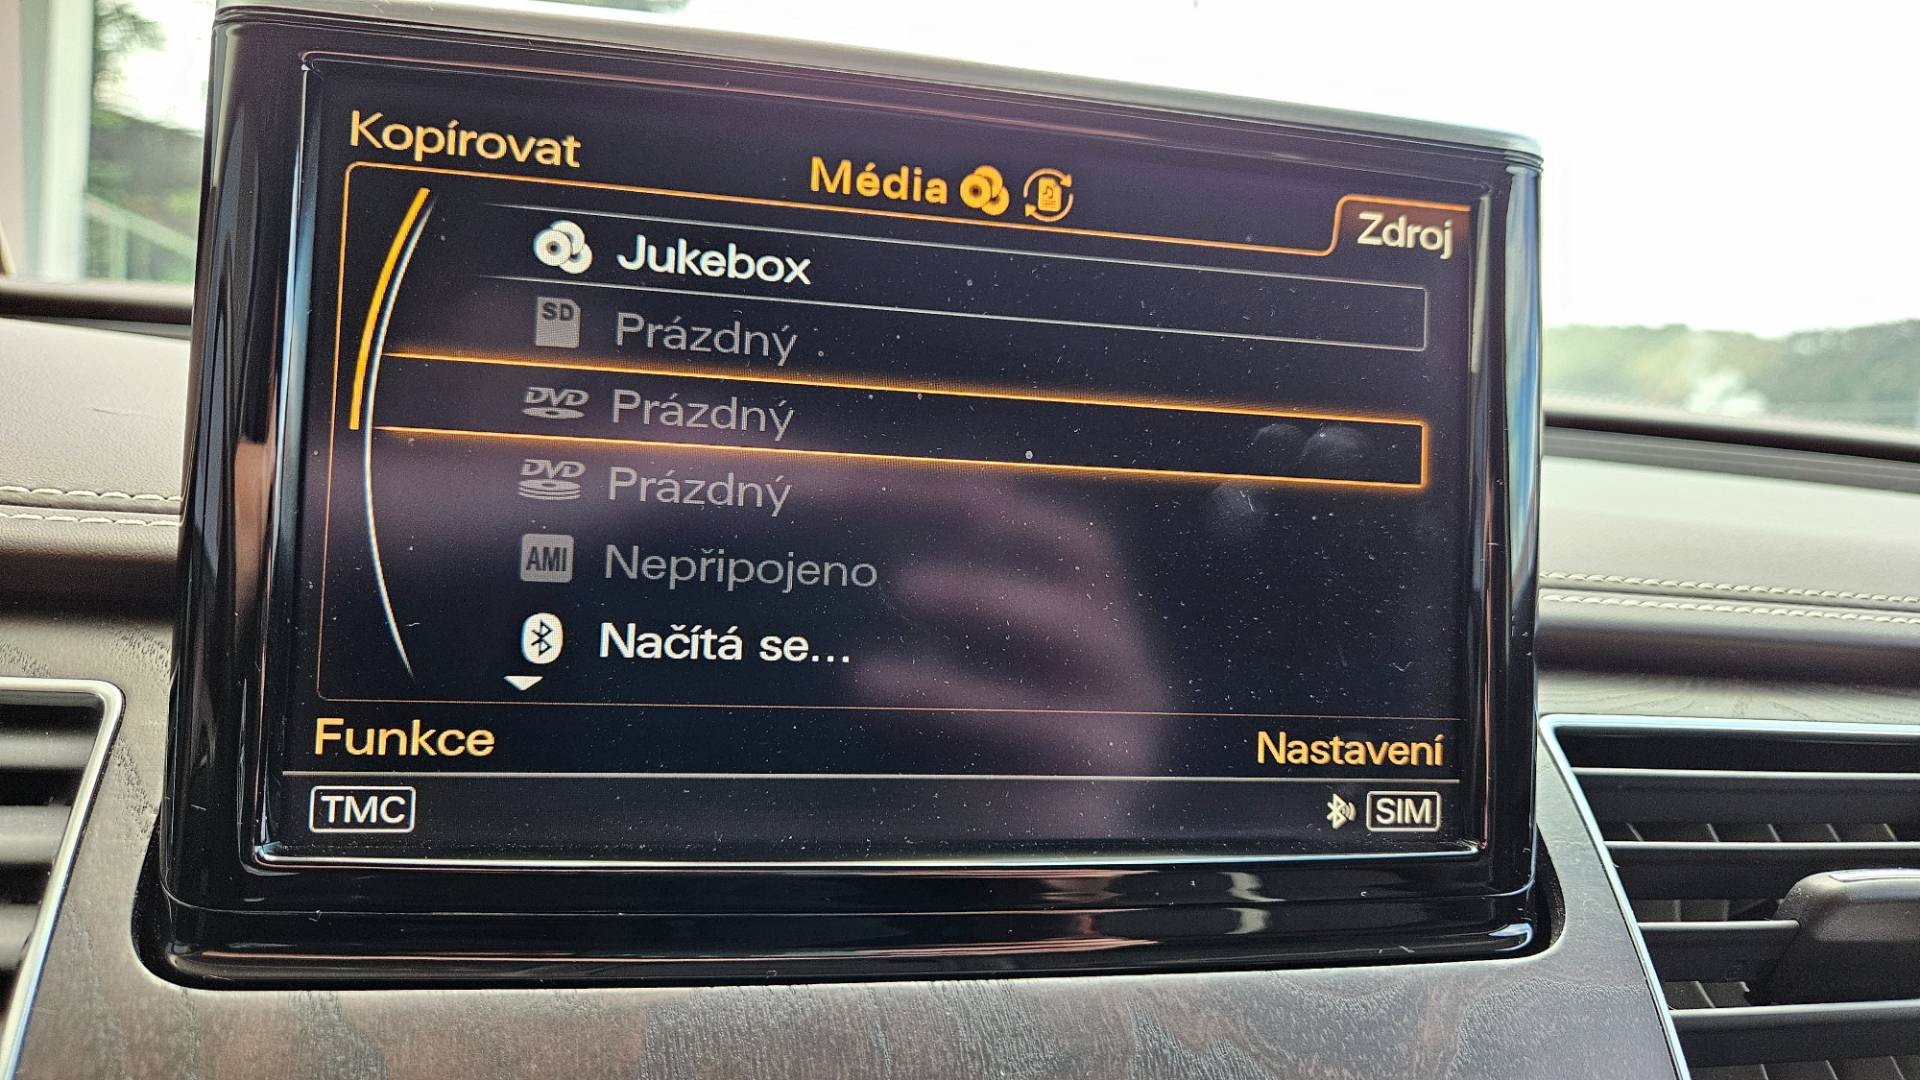 Kopírovat
Média
Zdroj
Jukebox
SD Prázdný
DVD Prázdný
DVD Prázdný
AMI Nepřipojeno
Načítá se...
Funkce
Nastavení
TMC
SIM